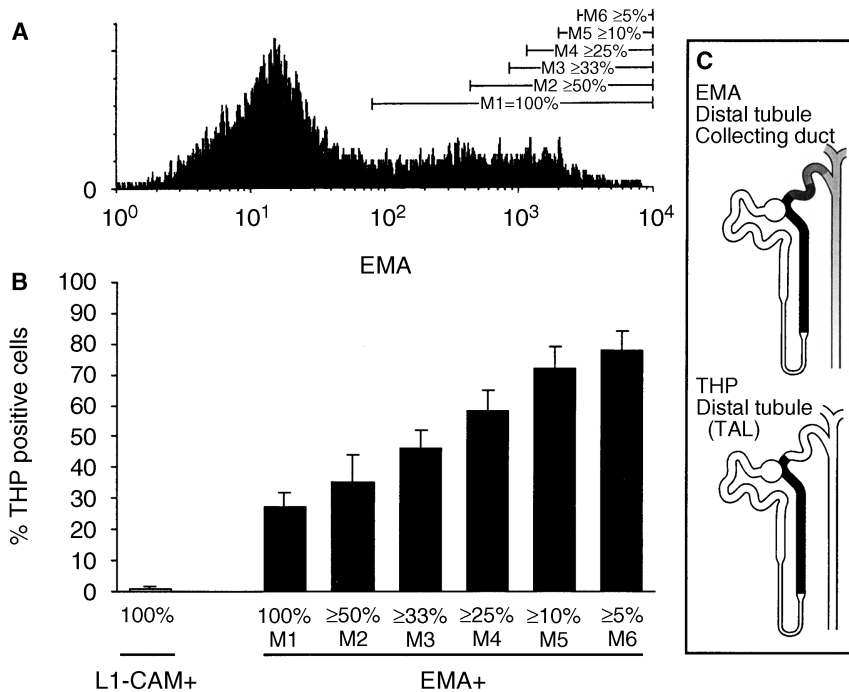 A
M6 ≥5%
M5 ≥10%
M4 ≥25%
M3 ≥33%
M2 ≥50%
M1=100%
0
10⁰ 10¹ 10² 10³ 10⁴
EMA
B
% THP positive cells
100
90
80
70
60
50
40
30
20
10
0
100% 100% ≥50% ≥33% ≥25% ≥10% ≥5%
M1 M2 M3 M4 M5 M6
L1-CAM+ EMA+
C
EMA
Distal tubule
Collecting duct
THP
Distal tubule
(TAL)